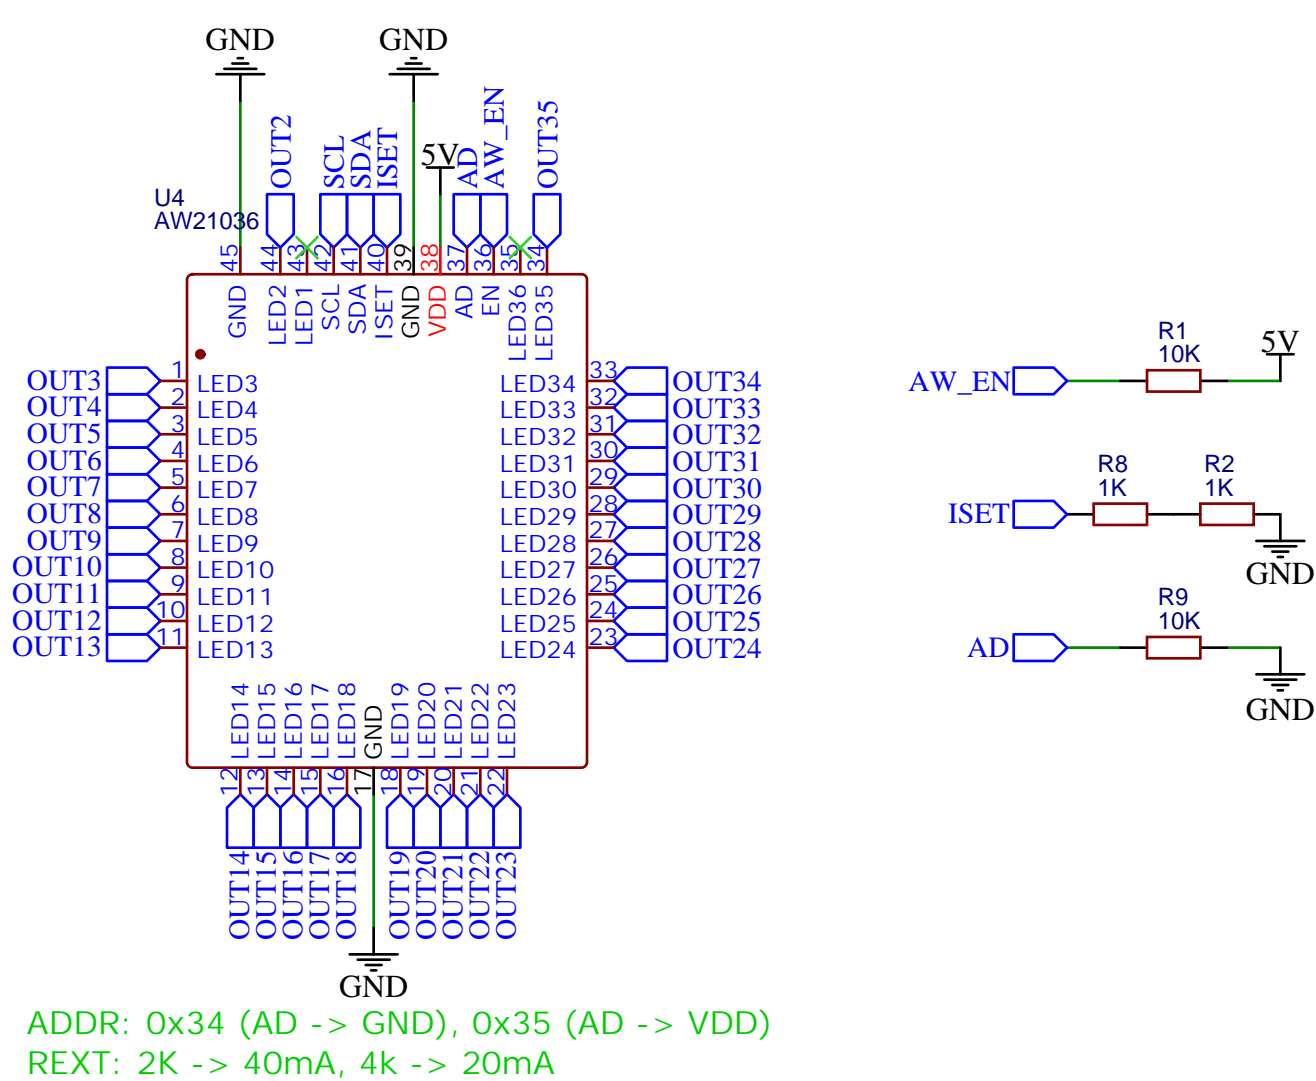 GND
GND
OUT2
SCL
SDA
ISET
5V
AD
AW_EN
OUT35
U4
AW21036
45
44
43
42
41
40
39
38
37
36
35
34
GND
LED2
LED1
SCL
SDA
ISET
GND
VDD
AD
EN
LED36
LED35
OUT3 1 LED3
OUT4 2 LED4
OUT5 3 LED5
OUT6 4 LED6
OUT7 5 LED7
OUT8 6 LED8
OUT9 7 LED9
OUT10 8 LED10
OUT11 9 LED11
OUT12 10 LED12
OUT13 11 LED13
LED34 33 OUT34
LED33 32 OUT33
LED32 31 OUT32
LED31 30 OUT31
LED30 29 OUT30
LED29 28 OUT29
LED28 27 OUT28
LED27 26 OUT27
LED26 25 OUT26
LED25 24 OUT25
LED24 23 OUT24
LED14
LED15
LED16
LED17
LED18
GND
LED19
LED20
LED21
LED22
LED23
12
13
14
15
16
17
18
19
20
21
22
OUT14
OUT15
OUT16
OUT17
OUT18
OUT19
OUT20
OUT21
OUT22
OUT23
GND
R1
10K
5V
AW_EN
R8
1K
R2
1K
ISET
GND
R9
10K
AD
GND
ADDR: 0x34 (AD -> GND), 0x35 (AD -> VDD)
REXT: 2K -> 40mA, 4k -> 20mA